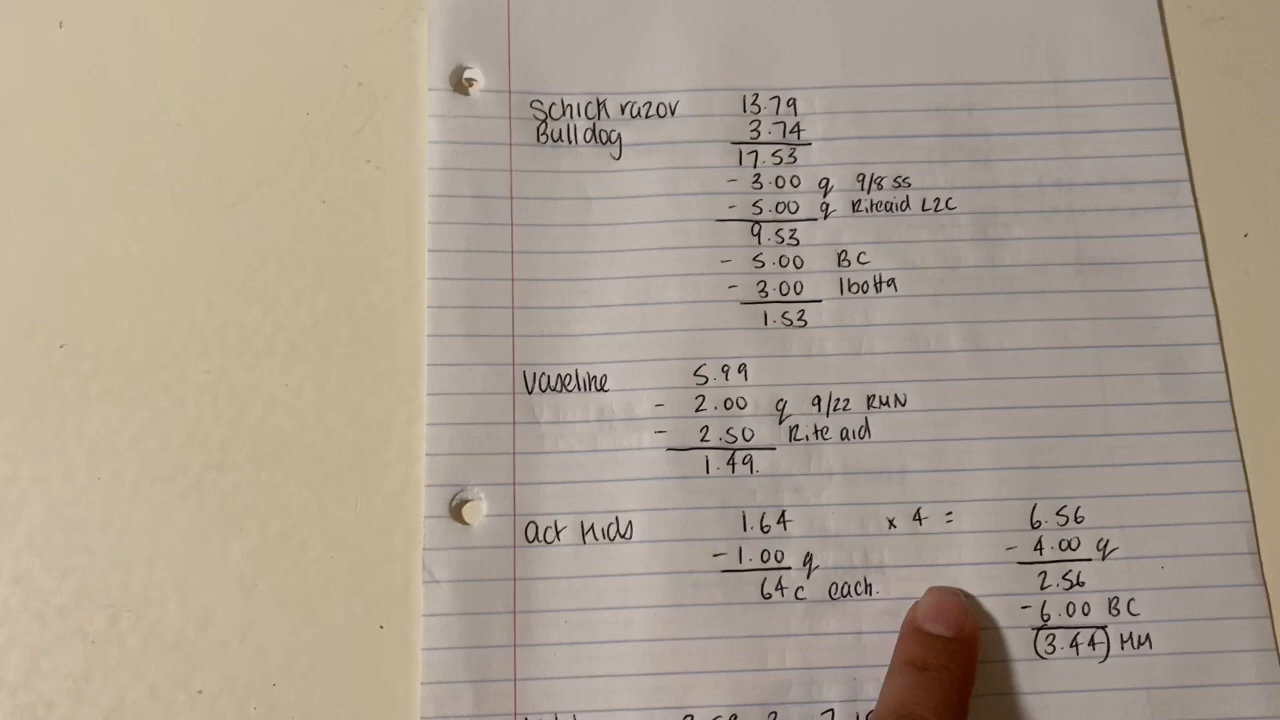 Schick razor 13.79
Bulldog 3.74
17.53
- 3.00 q 9/8 SS
- 5.00 q Riteaid L2C
9.53
- 5.00 BC
- 3.00 Ibotta
1.53
Vaseline 5.99
- 2.00 q 9/22 RMN
- 2.50 Rite aid
1.49.
act Kids 1.64 x 4 = 6.56
- 1.00 q - 4.00 q
64c each. 2.56
- 6.00 BC
(3.44) MM